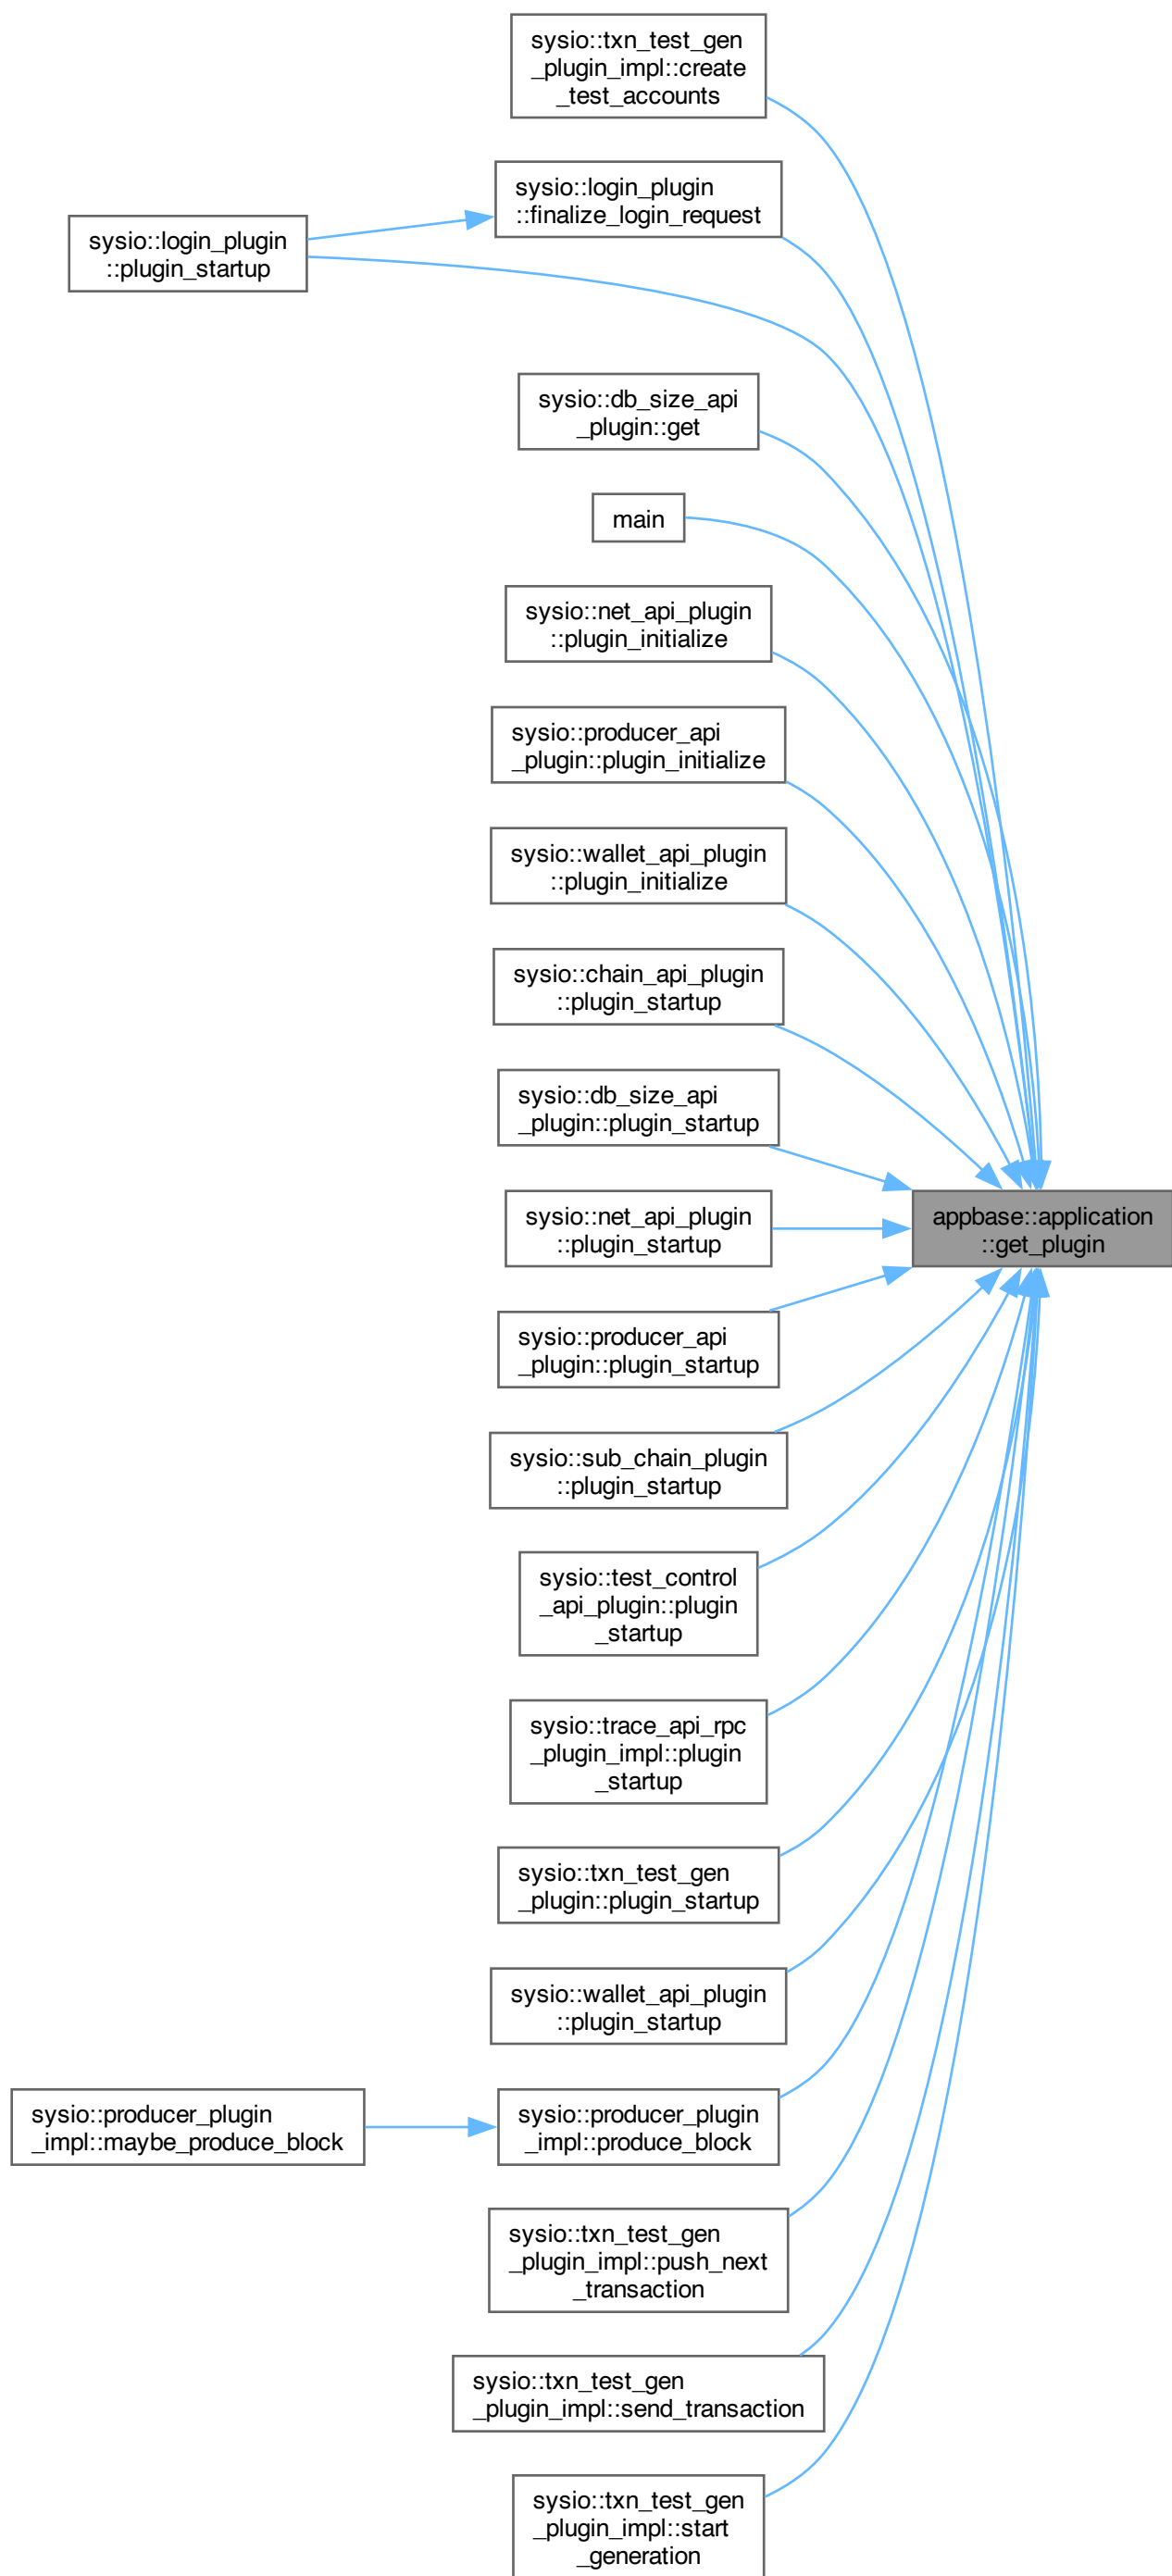 sysio::txn_test_gen
_plugin_impl::create
_test_accounts
sysio::login_plugin
::finalize_login_request
sysio::login_plugin
::plugin_startup
sysio::db_size_api
_plugin::get
main
sysio::net_api_plugin
::plugin_initialize
sysio::producer_api
_plugin::plugin_initialize
sysio::wallet_api_plugin
::plugin_initialize
sysio::chain_api_plugin
::plugin_startup
sysio::db_size_api
_plugin::plugin_startup
sysio::net_api_plugin
::plugin_startup
appbase::application
::get_plugin
sysio::producer_api
_plugin::plugin_startup
sysio::sub_chain_plugin
::plugin_startup
sysio::test_control
_api_plugin::plugin
_startup
sysio::trace_api_rpc
_plugin_impl::plugin
_startup
sysio::txn_test_gen
_plugin::plugin_startup
sysio::wallet_api_plugin
::plugin_startup
sysio::producer_plugin
_impl::maybe_produce_block
sysio::producer_plugin
_impl::produce_block
sysio::txn_test_gen
_plugin_impl::push_next
_transaction
sysio::txn_test_gen
_plugin_impl::send_transaction
sysio::txn_test_gen
_plugin_impl::start
_generation